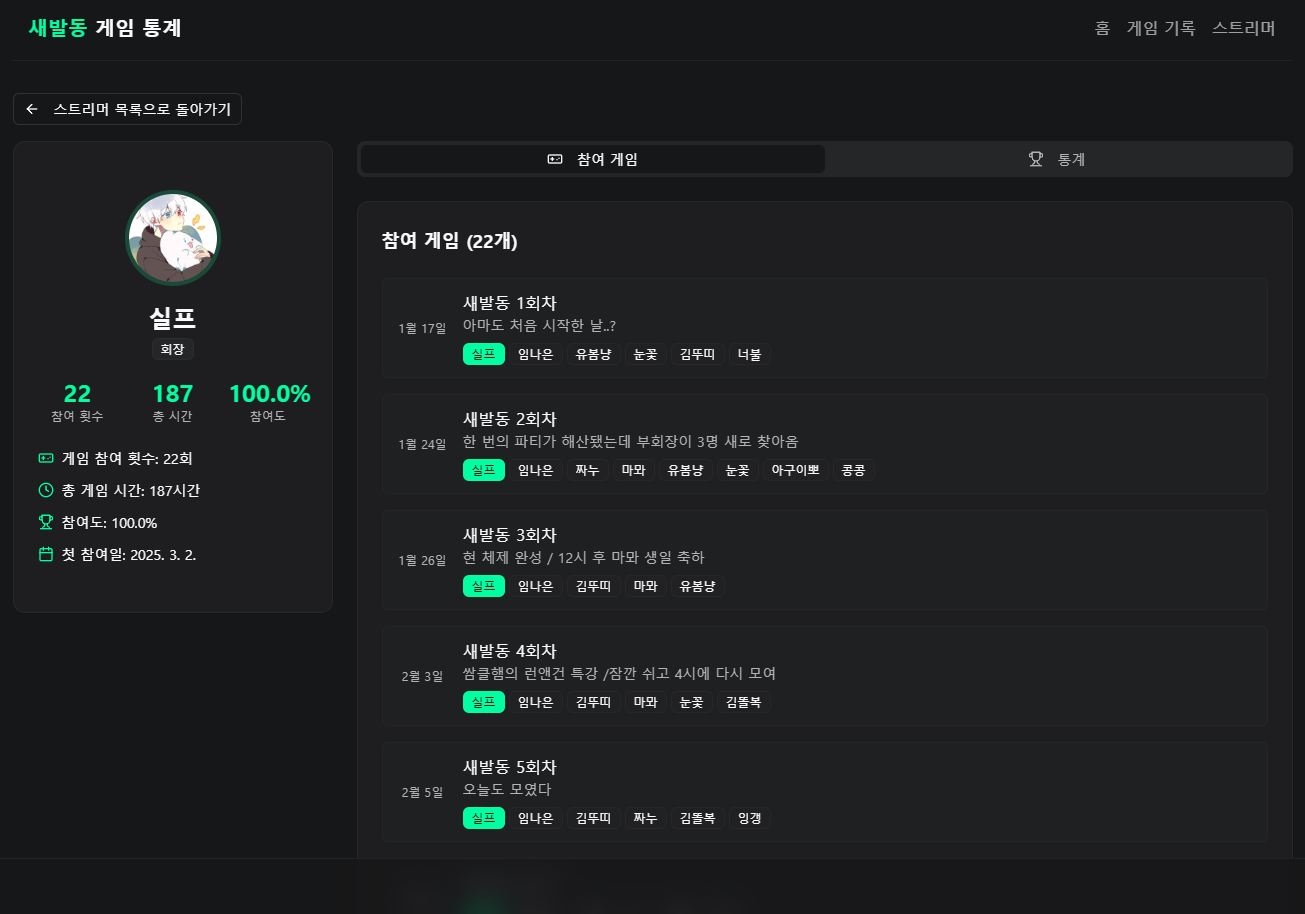 새발동 게임 통계
홈 게임 기록 스트리머
스트리머 목록으로 돌아가기
실프
회장
22 187 100.0%
참여 횟수 총 시간 참여도
게임 참여 횟수: 22회
총 게임 시간: 187시간
참여도: 100.0%
첫 참여일: 2025. 3. 2.
참여 게임 통계
참여 게임 (22개)
새발동 1회차
1월 17일
아마도 처음 시작한 날..?
실프 임나은 유봄냥 눈꽃 김뚜띠 너불
새발동 2회차
1월 24일
한 번의 파티가 해산됐는데 부회장이 3명 새로 찾아옴
실프 임나은 짜누 마뫄 유봄냥 눈꽃 아구이뽀 콩콩
새발동 3회차
1월 26일
현 체제 완성 / 12시 후 마뫄 생일 축하
실프 임나은 김뚜띠 마뫄 유봄냥
새발동 4회차
2월 3일
쌈클햄의 런앤건 특강 /잠깐 쉬고 4시에 다시 모여
실프 임나은 김뚜띠 마뫄 눈꽃 김똘복
새발동 5회차
2월 5일
오늘도 모였다
실프 임나은 김뚜띠 짜누 김똘복 잉갱